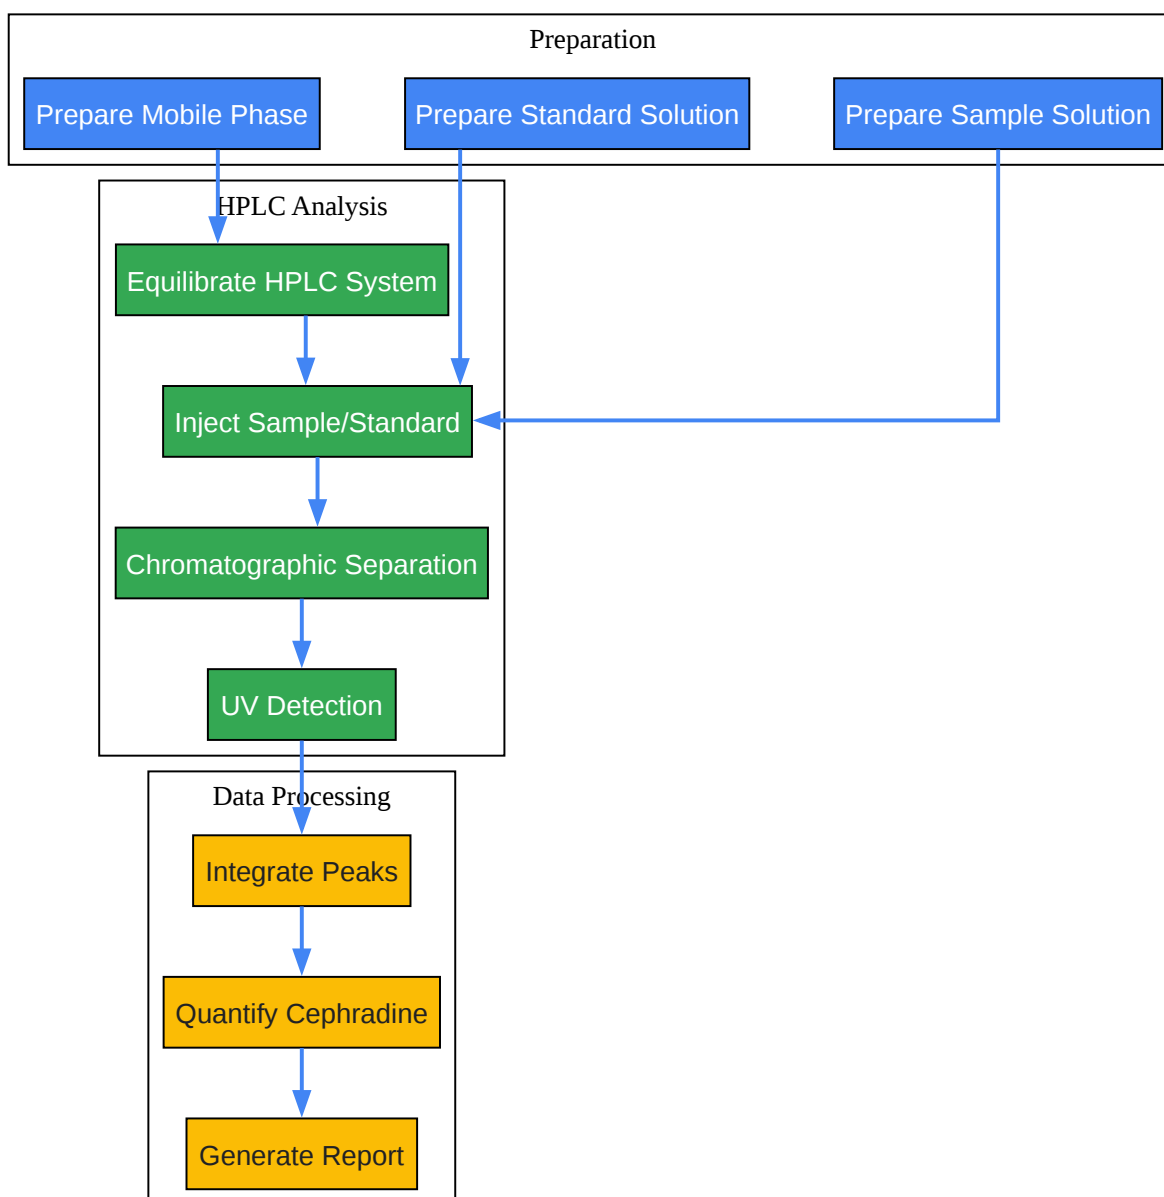 Preparation
Prepare Mobile Phase
Prepare Standard Solution
Prepare Sample Solution
HPLC Analysis
Equilibrate HPLC System
Inject Sample/Standard
Chromatographic Separation
UV Detection
Data Processing
Integrate Peaks
Quantify Cephradine
Generate Report